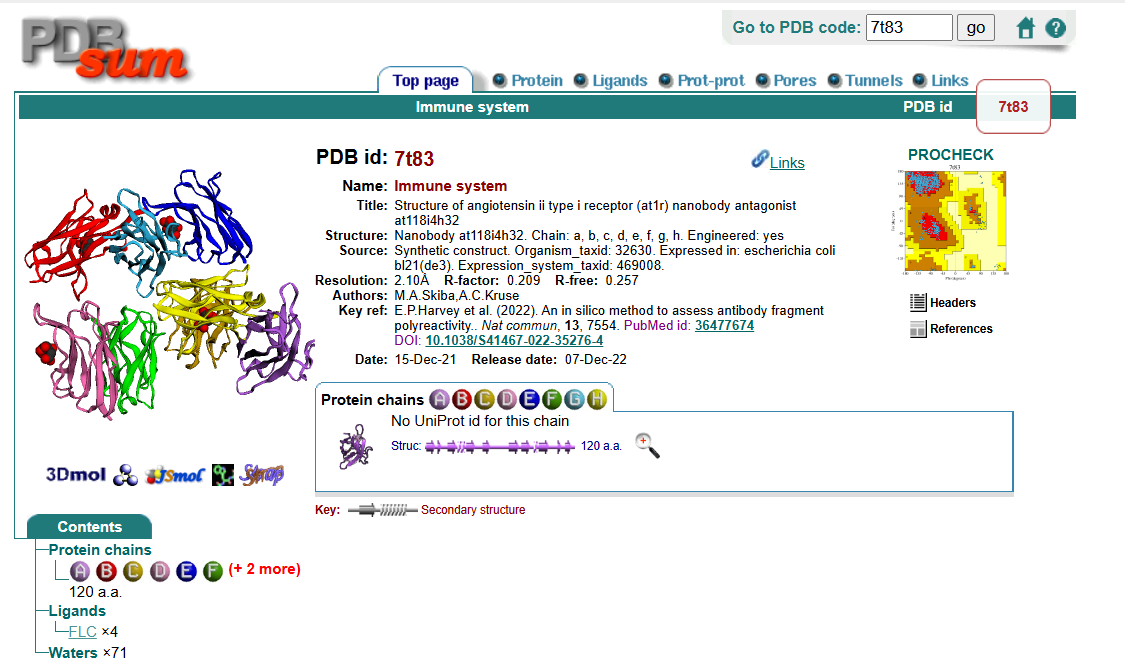 PDB sum
Go to PDB code: 7t83 go
Top page Protein Ligands Prot-prot Pores Tunnels Links
Immune system PDB id 7t83
PDB id: 7t83 Links
Name: Immune system
Title: Structure of angiotensin ii type i receptor (at1r) nanobody antagonist
at118i4h32
Structure: Nanobody at118i4h32. Chain: a, b, c, d, e, f, g, h. Engineered: yes
Source: Synthetic construct. Organism_taxid: 32630. Expressed in: escherichia coli
bl21(de3). Expression_system_taxid: 469008.
Resolution: 2.10Å R-factor: 0.209 R-free: 0.257
Authors: M.A.Skiba,A.C.Kruse
Key ref: E.P.Harvey et al. (2022). An in silico method to assess antibody fragment
polyreactivity.. Nat commun, 13, 7554. PubMed id: 36477674
DOI: 10.1038/S41467-022-35276-4
Date: 15-Dec-21 Release date: 07-Dec-22
PROCHECK
7t83
Headers
References
Protein chains A B C D E F G H
No UniProt id for this chain
Struc: 120 a.a.
Key: Secondary structure
3Dmol JSmol Strap
Contents
Protein chains
A B C D E F (+ 2 more)
120 a.a.
Ligands
FLC ×4
Waters ×71